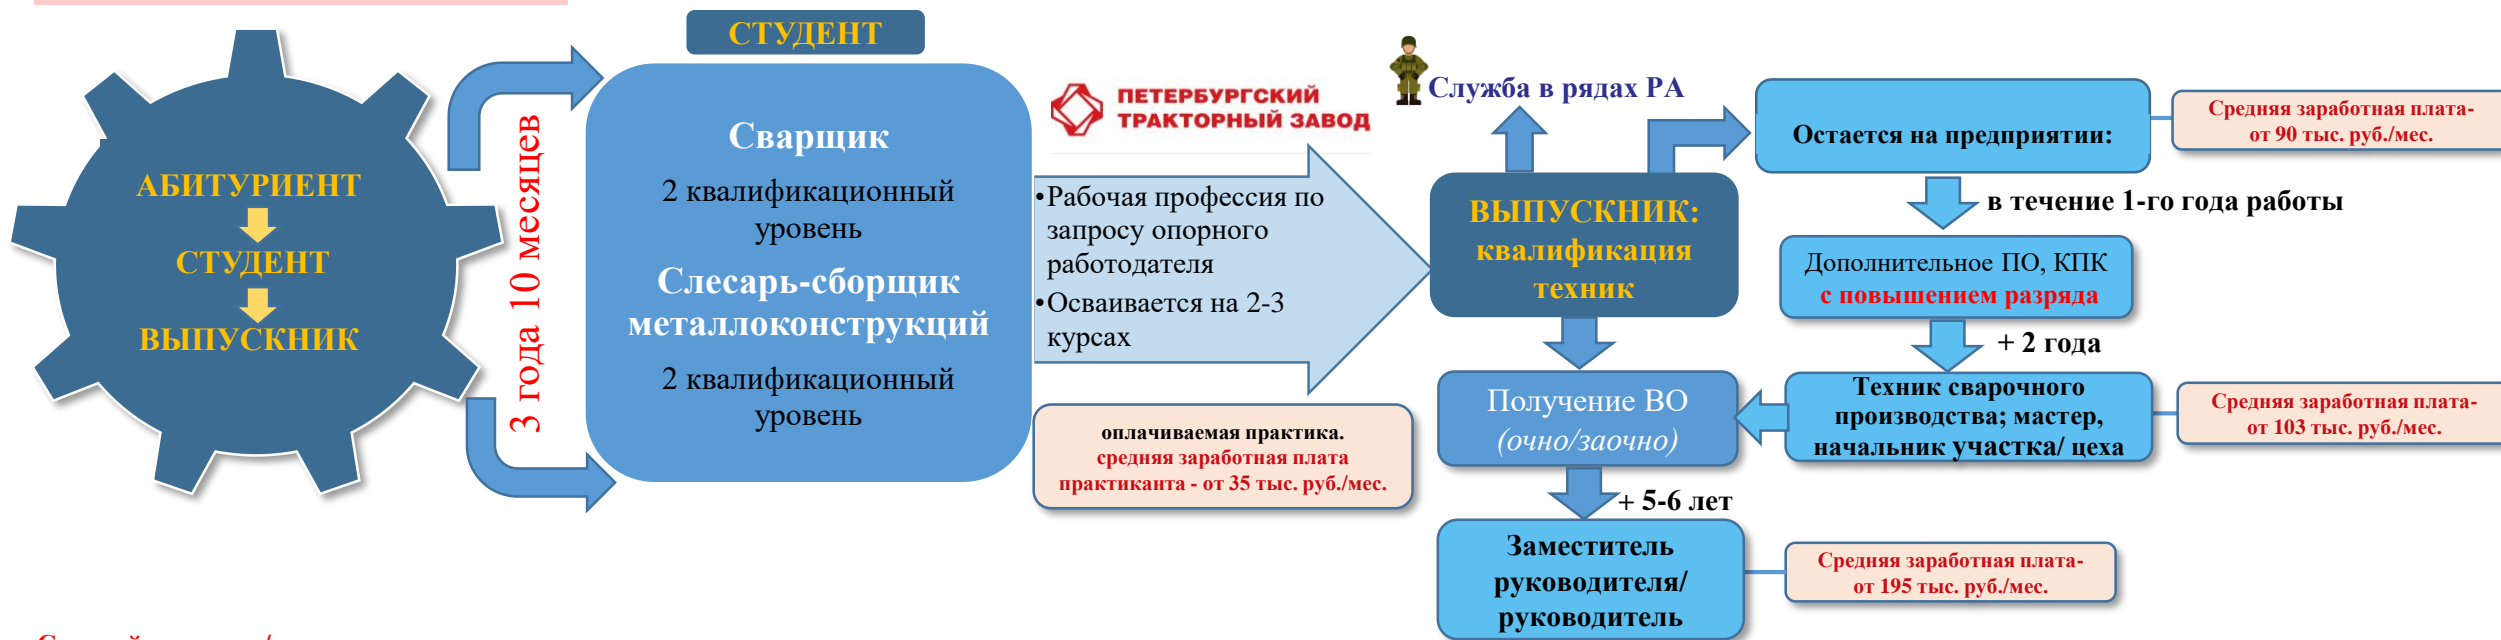 АБИТУРИЕНТ
СТУДЕНТ
ВЫПУСКНИК
3 года 10 месяцев
СТУДЕНТ
Сварщик
2 квалификационный
уровень
Слесарь-сборщик
металлоконструкций
2 квалификационный
уровень
ПЕТЕРБУРГСКИЙ
ТРАКТОРНЫЙ ЗАВОД
•Рабочая профессия по
запросу опорного
работодателя
•Осваивается на 2-3
курсах
оплачиваемая практика.
средняя заработная плата
практиканта - от 35 тыс. руб./мес.
Служба в рядах РА
ВЫПУСКНИК:
квалификация
техник
Остается на предприятии:
Средняя заработная плата-
от 90 тыс. руб./мес.
в течение 1-го года работы
Дополнительное ПО, КПК
с повышением разряда
+ 2 года
Техник сварочного
производства; мастер,
начальник участка/ цеха
Средняя заработная плата-
от 103 тыс. руб./мес.
Получение ВО
(очно/заочно)
+ 5-6 лет
Заместитель
руководителя/
руководитель
Средняя заработная плата-
от 195 тыс. руб./мес.